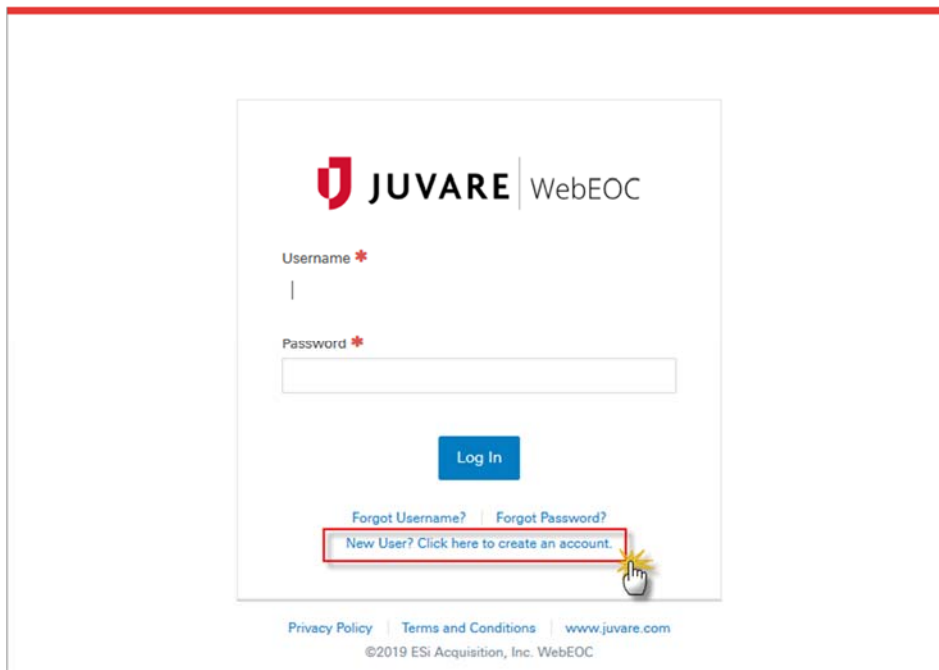 JUVARE WebEOC
Username *
Password *
Log In
Forgot Username? Forgot Password?
New User? Click here to create an account.
Privacy Policy Terms and Conditions www.juvare.com
©2019 ESi Acquisition, Inc. WebEOC